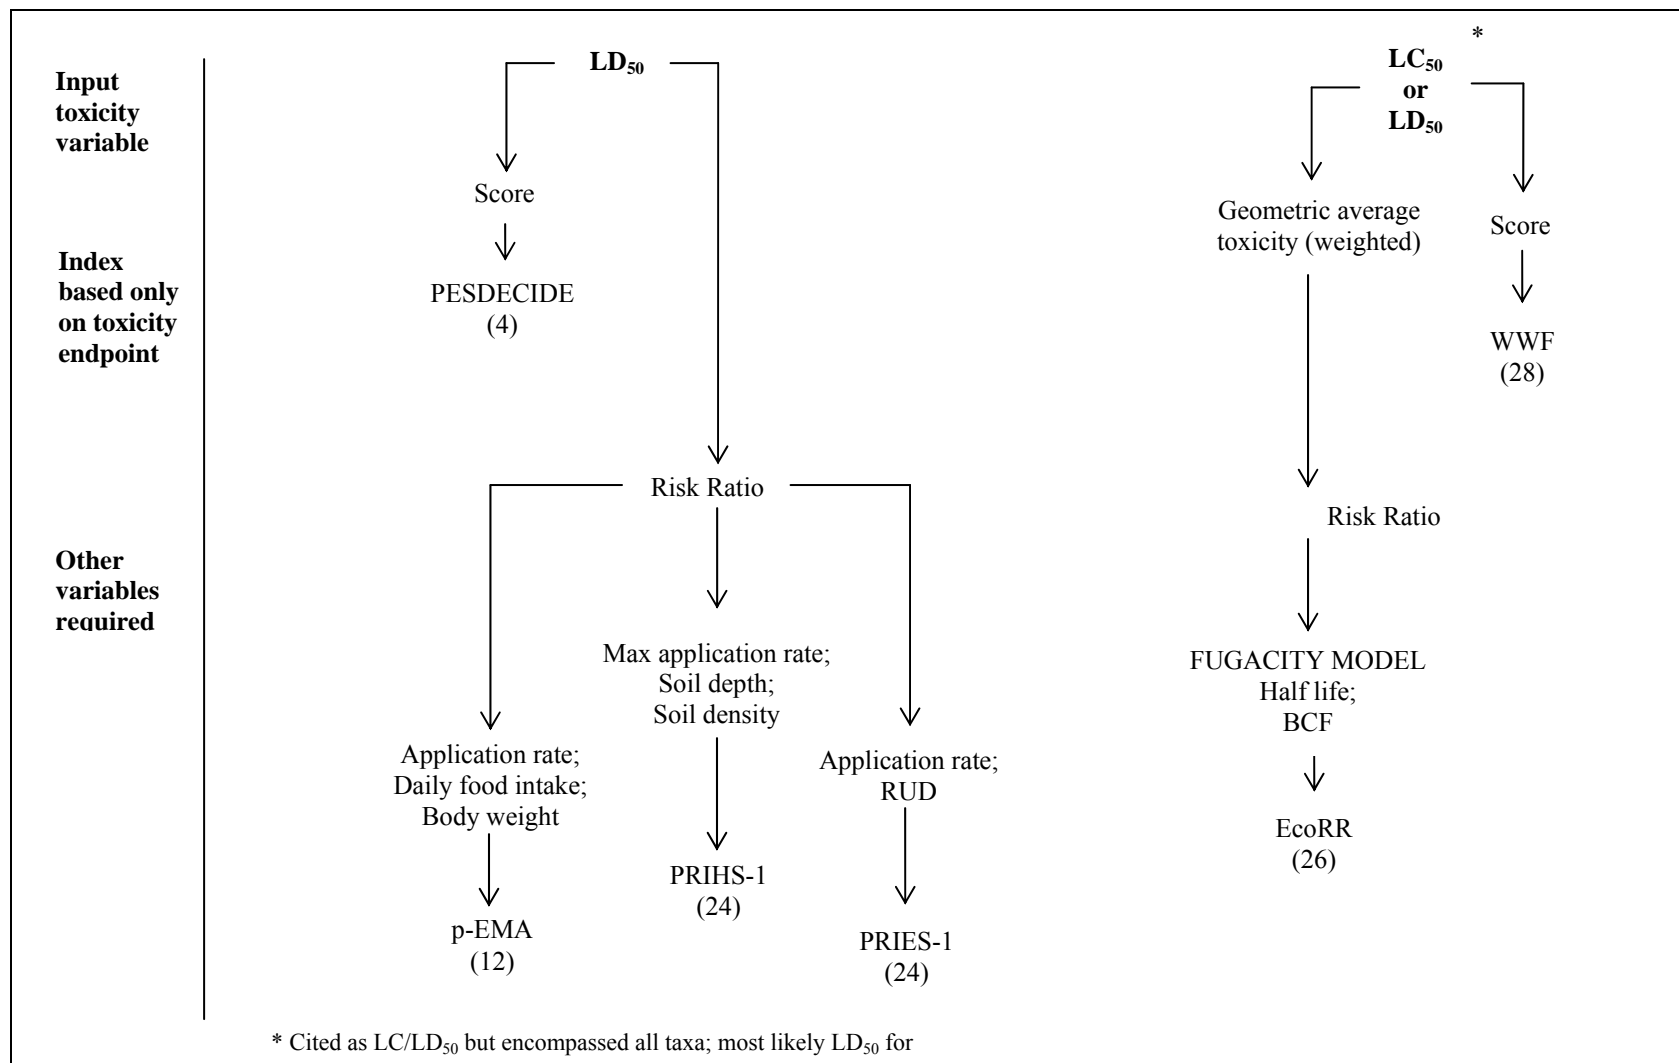 Input
toxicity
variable
Index
based only
on toxicity
endpoint
Other
variables
required
LD₅₀
Score
PESDECIDE
(4)
Risk Ratio
Application rate;
Daily food intake;
Body weight
p-EMA
(12)
Max application rate;
Soil depth;
Soil density
PRIHS-1
(24)
Application rate;
RUD
PRIES-1
(24)
*
LC₅₀
or
LD₅₀
Geometric average
toxicity (weighted)
Risk Ratio
FUGACITY MODEL
Half life;
BCF
EcoRR
(26)
Score
WWF
(28)
* Cited as LC/LD₅₀ but encompassed all taxa; most likely LD₅₀ for